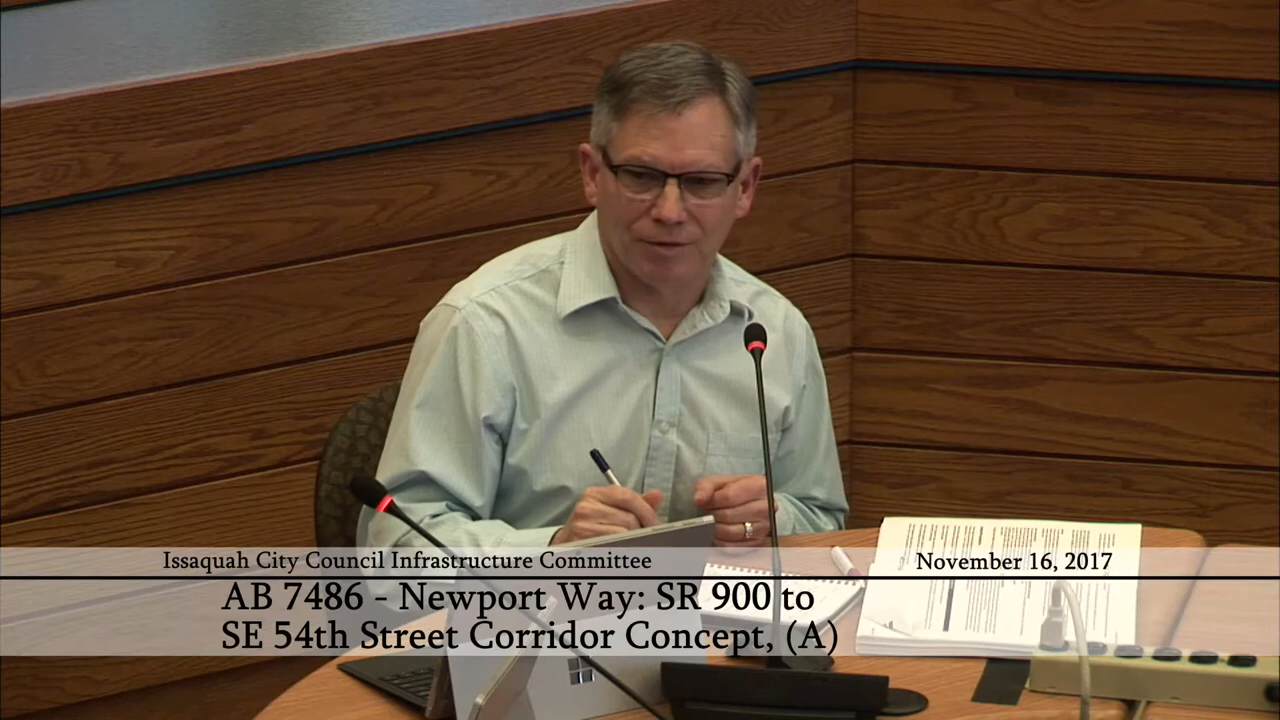 Issaquah City Council Infrastructure Committee
November 16, 2017
AB 7486 - Newport Way: SR 900 to
SE 54th Street Corridor Concept, (A)